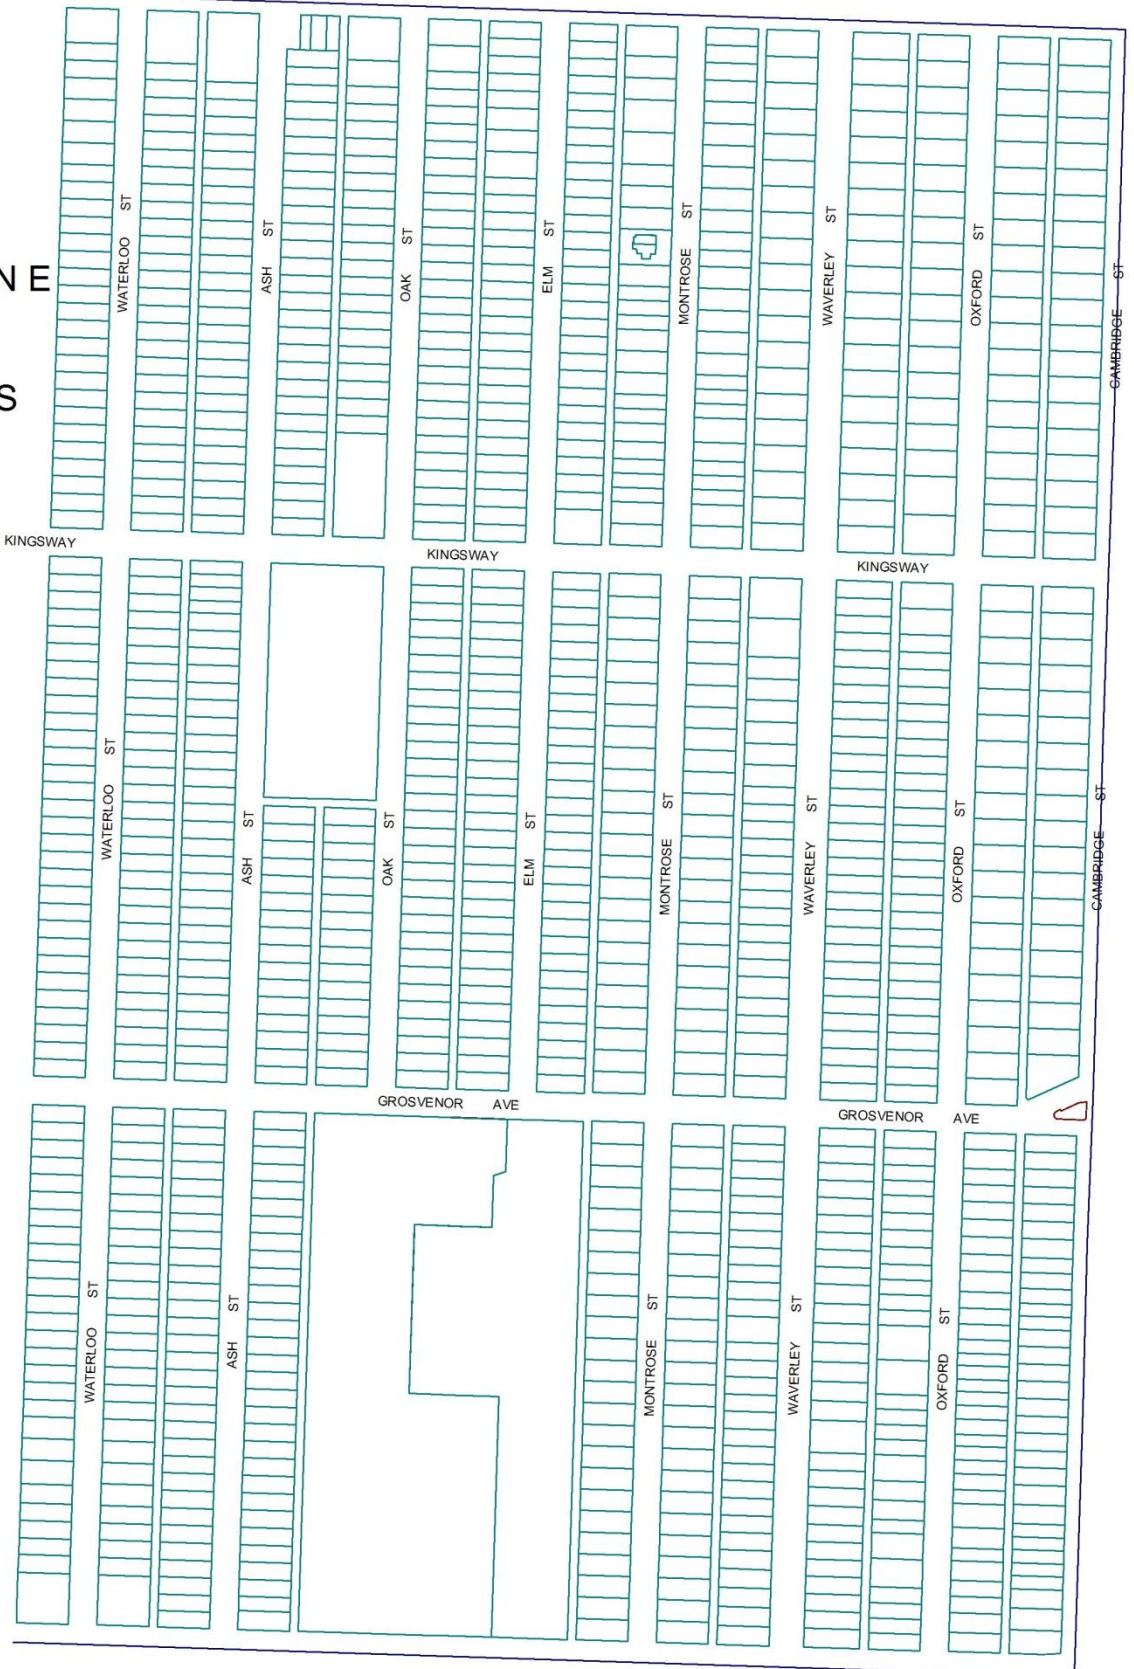 WATERLOO ST
ASH ST
OAK ST
ELM ST
MONTROSE ST
WAVERLEY ST
OXFORD ST
CAMBRIDGE ST
N E
S
KINGSWAY
KINGSWAY
KINGSWAY
WATERLOO ST
ASH ST
OAK ST
ELM ST
MONTROSE ST
WAVERLEY ST
OXFORD ST
CAMBRIDGE ST
GROSVENOR AVE
GROSVENOR AVE
WATERLOO ST
ASH ST
MONTROSE ST
WAVERLEY ST
OXFORD ST